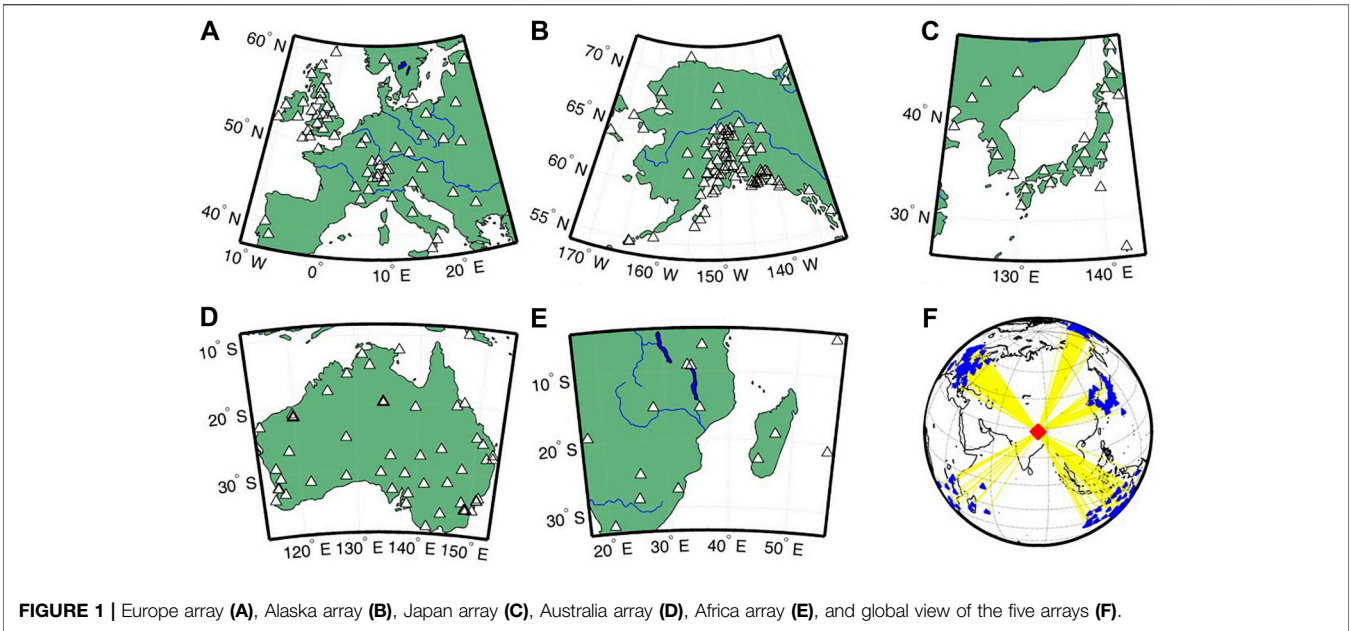 A
60° N
50° N
40° N
10° W
0°
10° E
20° E
B
70° N
65° N
60° N
55° N
170° W
160° W
150° W
140° W
C
40° N
30° N
130° E
140° E
D
10° S
20° S
30° S
120° E
130° E
140° E
150° E
E
10° S
20° S
30° S
20° E
30° E
40° E
50° E
F
FIGURE 1 | Europe array (A), Alaska array (B), Japan array (C), Australia array (D), Africa array (E), and global view of the five arrays (F).